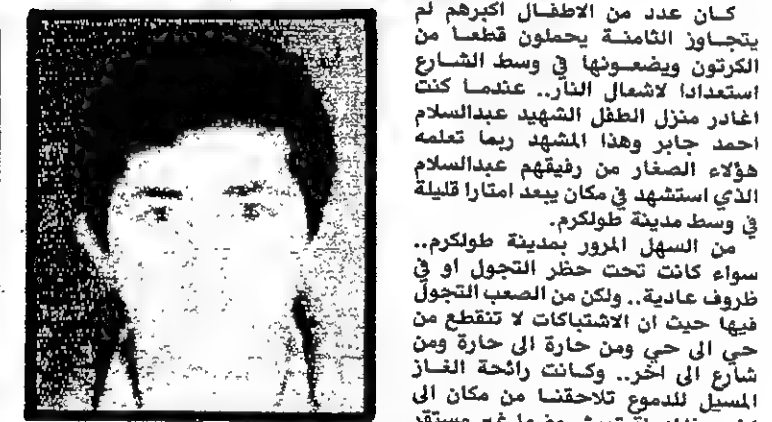 كان عدد من الاطفال اكبرهم لم
يتجاوز الثامنة يحملون قطعا من
الكرتون ويضعونها في وسط الشارع
استعدادا لاشعال النار.. عندما كنت
اغادر منزل الطفل الشهيد عبدالسلام
احمد جابر وهذا المشهد ربما تعلمه
هؤلاء الصغار من رفيقهم عبدالسلام
الذي استشهد في مكان يبعد امتارا قليلة
في وسط مدينة طولكرم.
من السهل المرور بمدينة طولكرم..
سواء كانت تحت حظر التجول او في
ظروف عادية.. ولكن من الصعب التجول
فيها حيث ان الاشتباكات لا تنقطع من
حي الى حي ومن حارة الى حارة ومن
شارع الى اخر.. وكانت رائحة الغاز
المسيل للدموع تلاحقنا من مكان الى